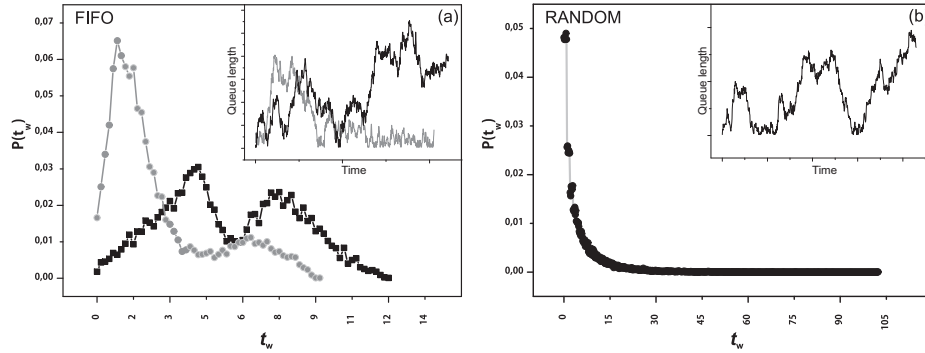 FIFO
(a)
Queue length
Time
P(t_w)
0,07
0,06
0,05
0,04
0,03
0,02
0,01
0,00
0 2 3 5 6 8 9 11 12 14
t_w
RANDOM
(b)
Queue length
Time
P(t_w)
0,05
0,04
0,03
0,02
0,01
0,00
0 15 30 45 60 75 90 105
t_w